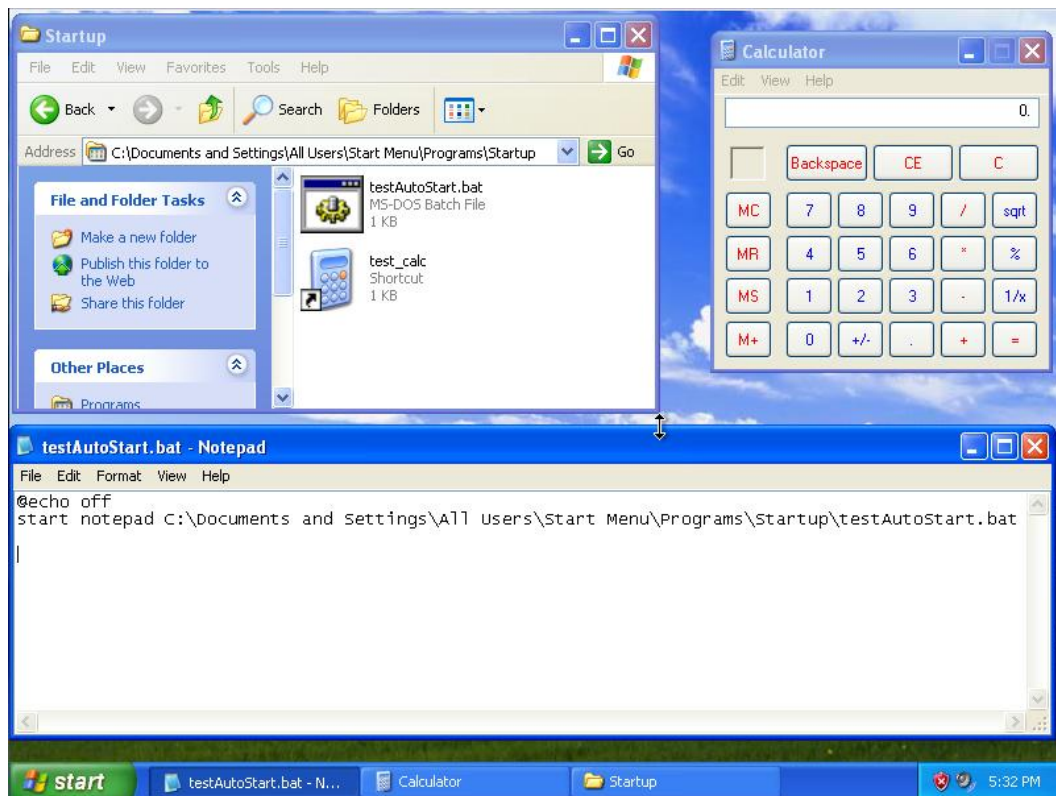 Startup
File Edit View Favorites Tools Help
Back Search Folders
Address C:\Documents and Settings\All Users\Start Menu\Programs\Startup Go
File and Folder Tasks
Make a new folder
Publish this folder to
the Web
Share this folder
Other Places
Programs
testAutoStart.bat
MS-DOS Batch File
1 KB
test_calc
Shortcut
1 KB
Calculator
Edit View Help
0.
Backspace CE C
MC 7 8 9 / sqrt
MR 4 5 6 * %
MS 1 2 3 - 1/x
M+ 0 +/- . + =
testAutoStart.bat - Notepad
File Edit Format View Help
@echo off
start notepad C:\Documents and Settings\All Users\Start Menu\Programs\Startup\testAutoStart.bat
start testAutoStart.bat - N... Calculator Startup 5:32 PM